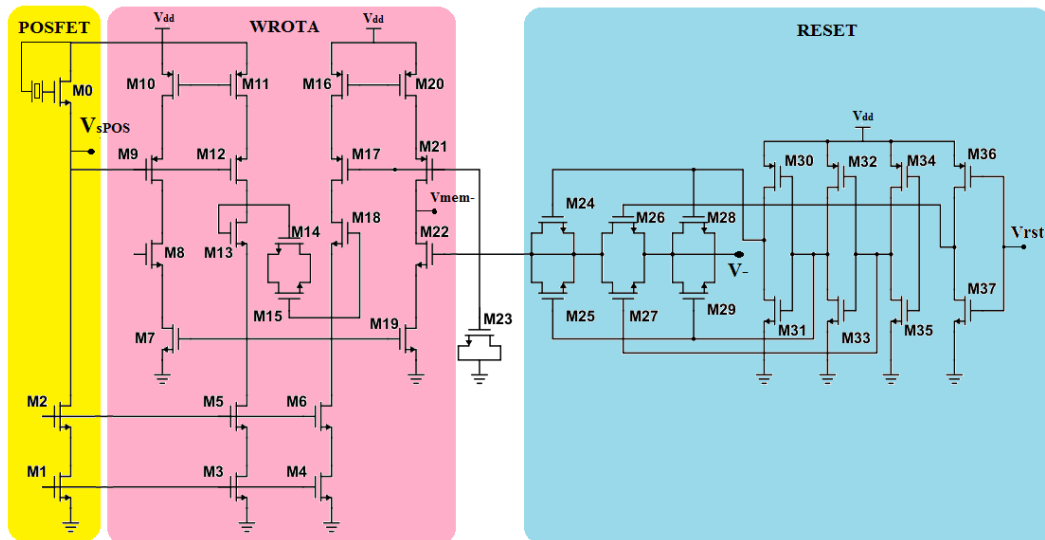 POSFET
WROTA
RESET
Vdd
Vdd
Vdd
M0
M10
M11
M16
M20
VsPOS
M9
M12
M17
M21
Vmem-
M8
M13
M14
M18
M22
M15
M7
M19
M23
M2
M5
M6
M1
M3
M4
M24
M26
M28
M25
M27
M29
V-
M30
M32
M34
M36
Vrst
M31
M33
M35
M37